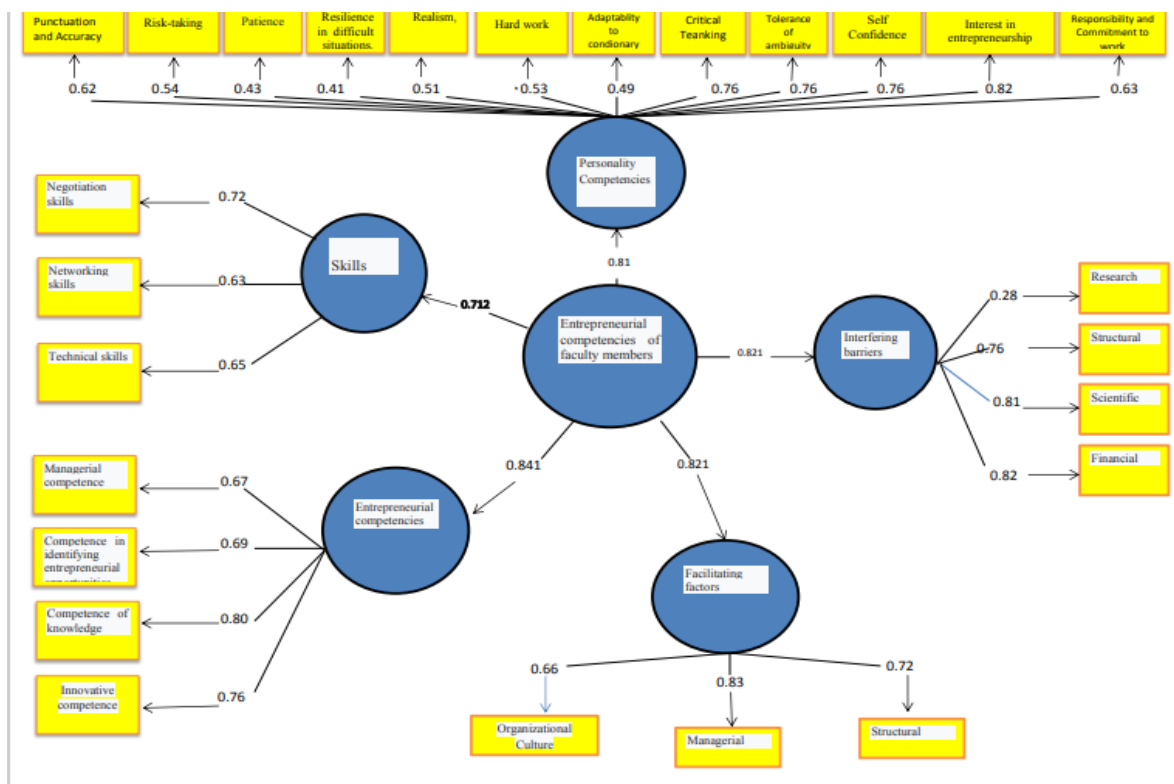 Punctuation
and Accuracy
Risk-taking
Patience
Resilience
in difficult
situations.
Realism,
Hard work
Adaptablity
to
condionary
Critical
Teanking
Tolerance
of
ambiguity
Self
Confidence
Interest in
entrepreneurship
Responsibility and
Commitment to
work
0.62
0.54
0.43
0.41
0.51
0.53
0.49
0.76
0.76
0.76
0.82
0.63
Personality
Competencies
0.81
Negotiation
skills
0.72
Networking
skills
0.63
Technical skills
0.65
Skills
0.712
Entrepreneurial
competencies of
faculty members
0.821
Interfering
barriers
0.28
Research
0.76
Structural
0.81
Scientific
0.82
Financial
0.841
0.821
Managerial
competence
0.67
Competence in
identifying
entrepreneurial
opportunities
0.69
Competence of
knowledge
0.80
Innovative
competence
0.76
Entrepreneurial
competencies
Facilitating
factors
0.66
0.83
0.72
Organizational
Culture
Managerial
Structural